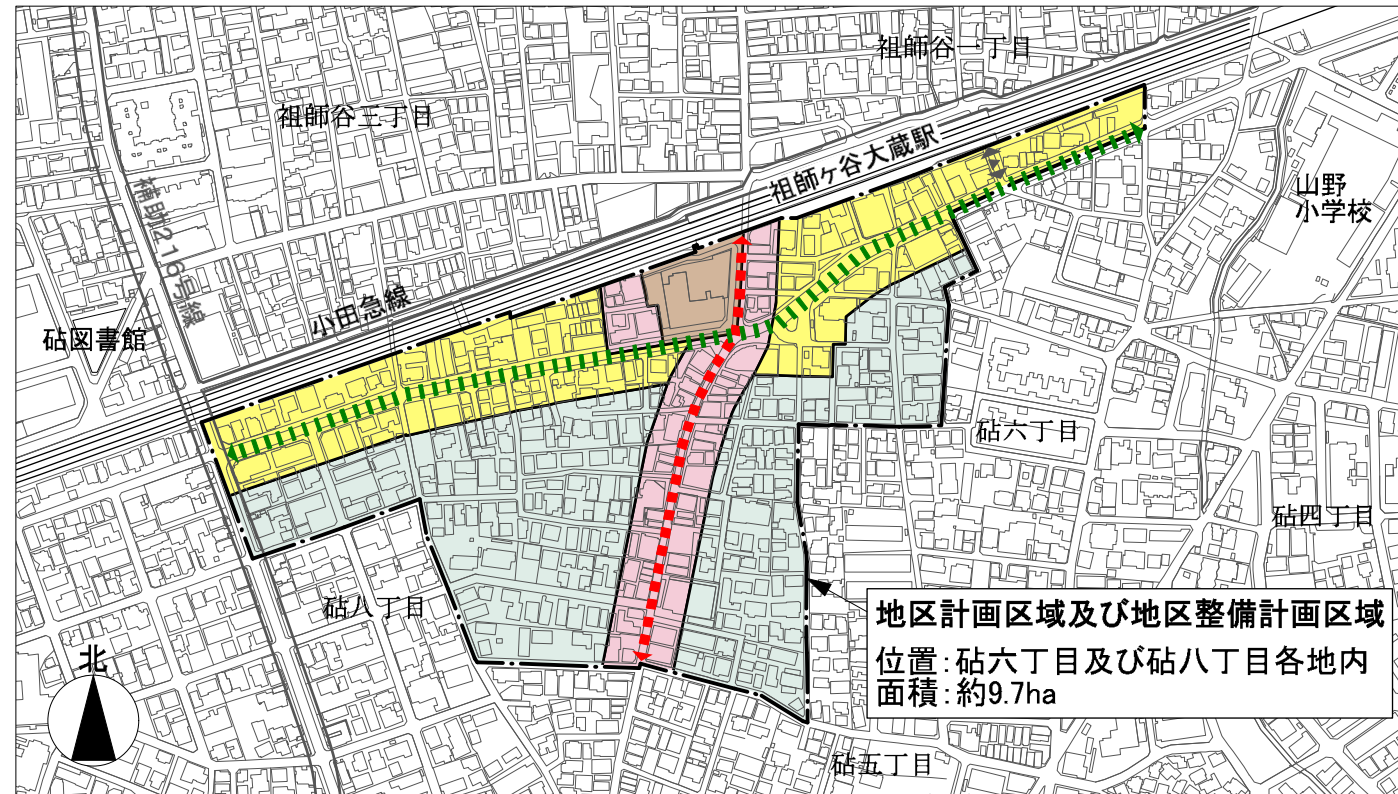 祖師谷一丁目
祖師谷三丁目
祖師ヶ谷大蔵駅
山野
小学校
補助216号線
小田急線
砧図書館
砧六丁目
砧四丁目
砧八丁目
地区計画区域及び地区整備計画区域
位置:砧六丁目及び砧八丁目各地内
面積:約9.7ha
北
砧五丁目